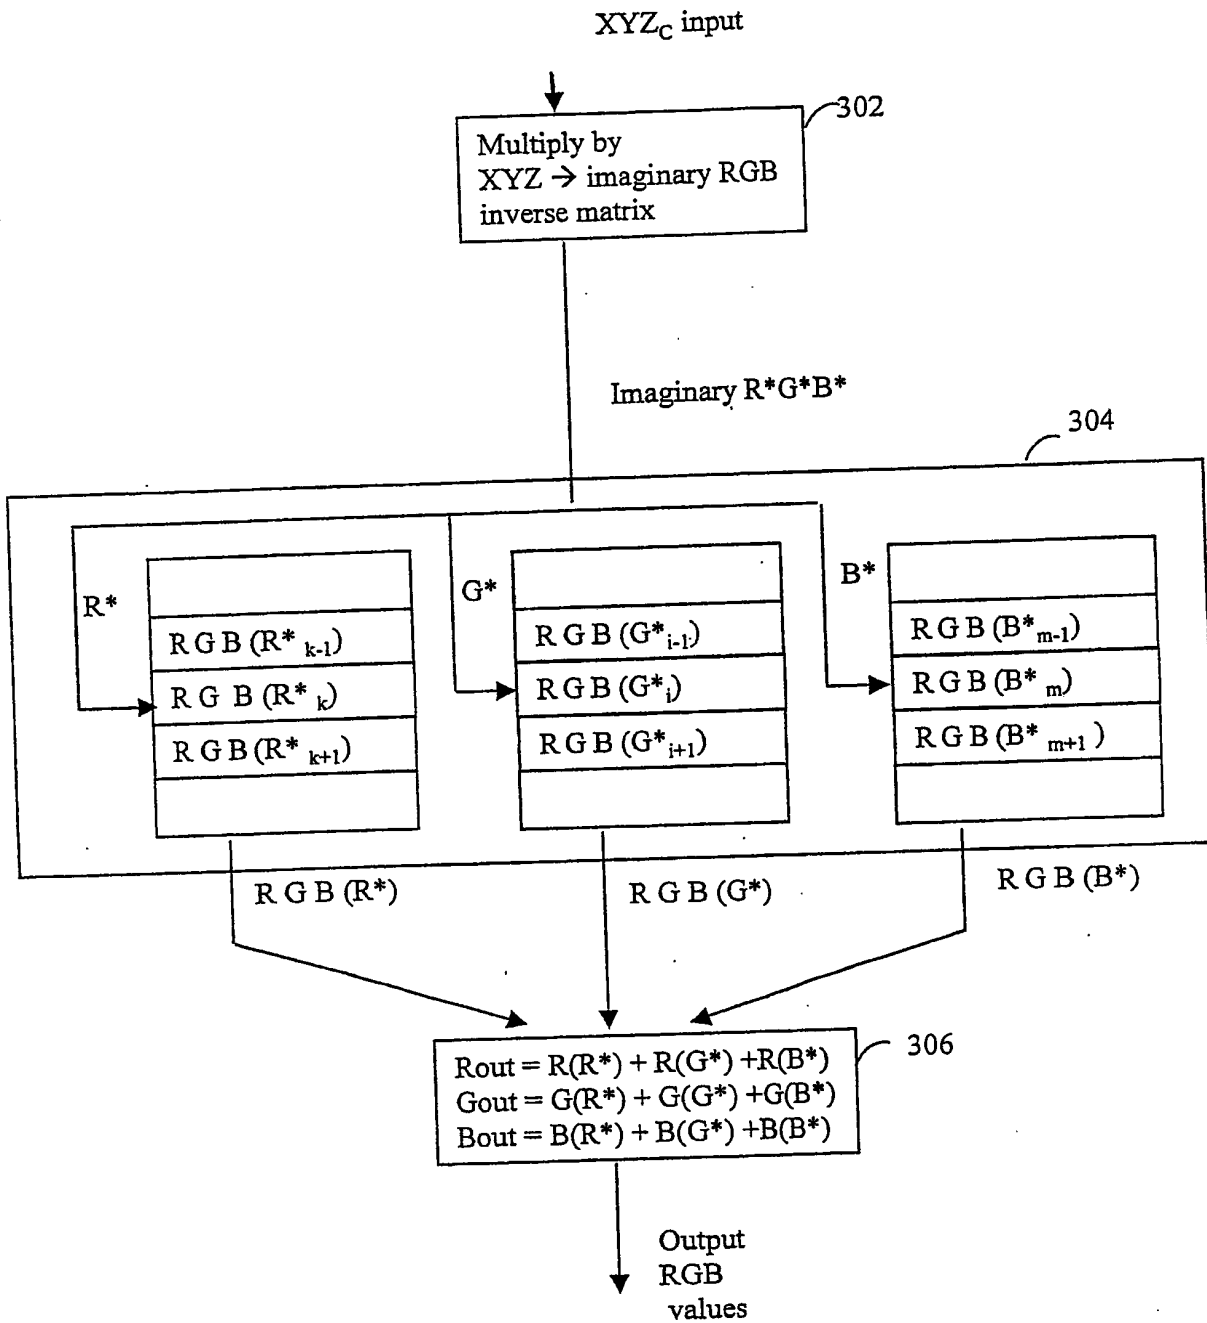 XYZC input
302
Multiply by
XYZ → imaginary RGB
inverse matrix
Imaginary R*G*B*
304
R*
G*
B*
R G B (R* k-1)
R G B (R* k)
R G B (R* k+1)
R G B (G*i-1)
R G B (G*i)
R G B (G*i+1)
R G B (B*m-1)
R G B (B* m)
R G B (B* m+1)
R G B (R*)
R G B (G*)
R G B (B*)
306
Rout = R(R*) + R(G*) +R(B*)
Gout = G(R*) + G(G*) +G(B*)
Bout = B(R*) + B(G*) +B(B*)
Output
RGB
values